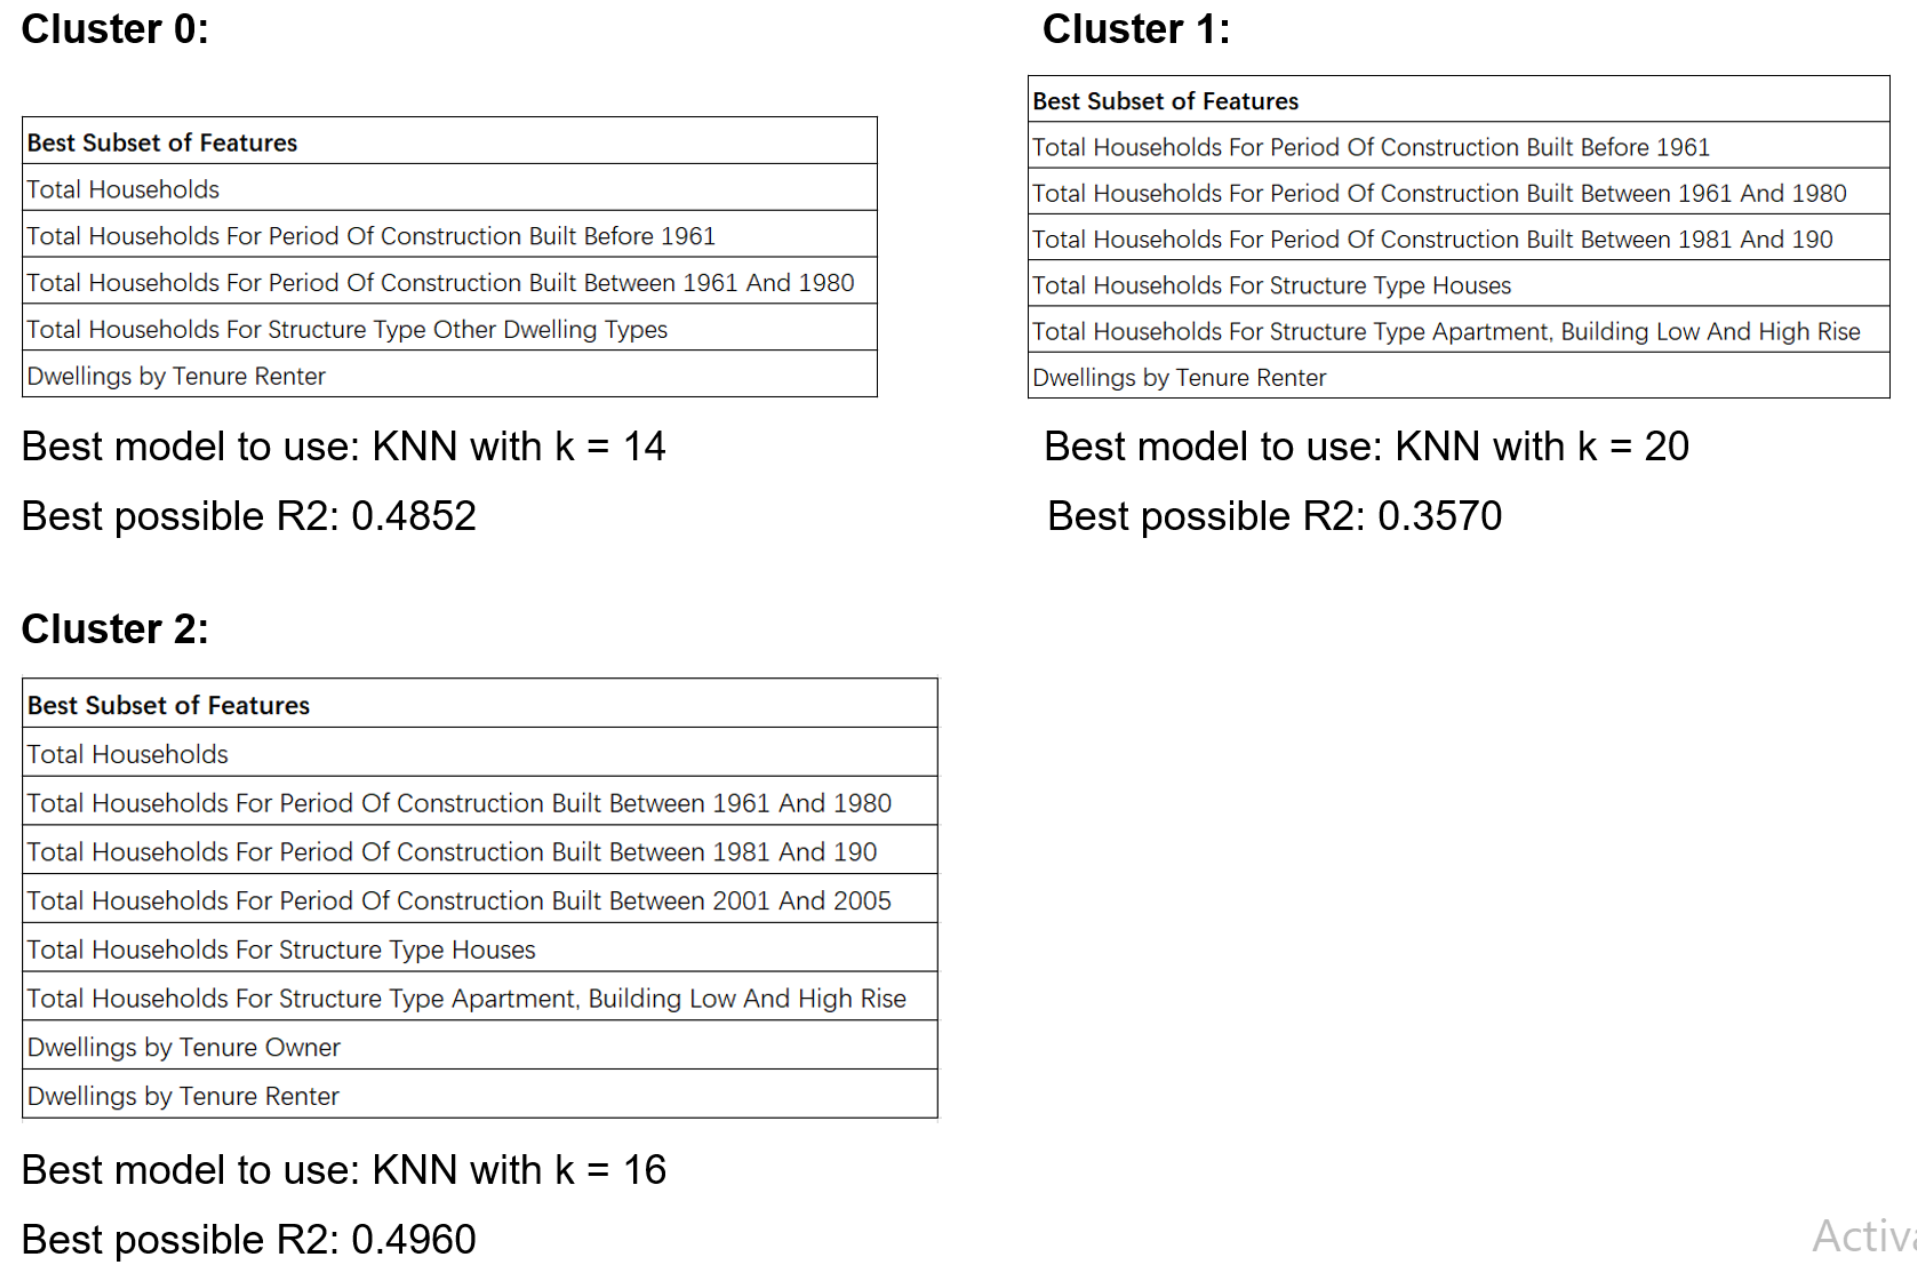 Cluster 0:
Best Subset of Features
Total Households
Total Households For Period Of Construction Built Before 1961
Total Households For Period Of Construction Built Between 1961 And 1980
Total Households For Structure Type Other Dwelling Types
Dwellings by Tenure Renter
Best model to use: KNN with k = 14
Best possible R2: 0.4852
Cluster 1:
Best Subset of Features
Total Households For Period Of Construction Built Before 1961
Total Households For Period Of Construction Built Between 1961 And 1980
Total Households For Period Of Construction Built Between 1981 And 190
Total Households For Structure Type Houses
Total Households For Structure Type Apartment, Building Low And High Rise
Dwellings by Tenure Renter
Best model to use: KNN with k = 20
Best possible R2: 0.3570
Cluster 2:
Best Subset of Features
Total Households
Total Households For Period Of Construction Built Between 1961 And 1980
Total Households For Period Of Construction Built Between 1981 And 190
Total Households For Period Of Construction Built Between 2001 And 2005
Total Households For Structure Type Houses
Total Households For Structure Type Apartment, Building Low And High Rise
Dwellings by Tenure Owner
Dwellings by Tenure Renter
Best model to use: KNN with k = 16
Best possible R2: 0.4960
Activa